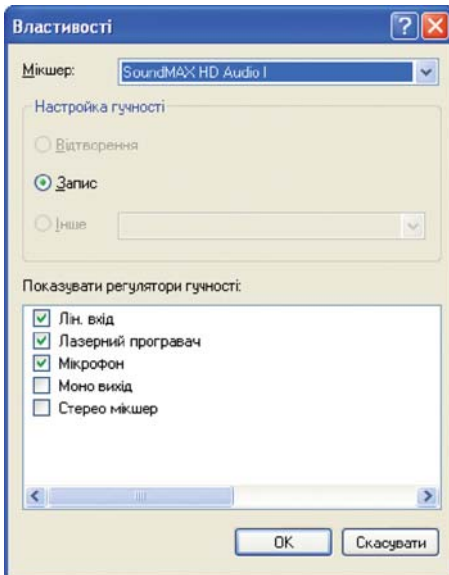 Властивості
Мікшер: SoundMAX HD Audio I
Настройка гучності
Відтворення
Запис
Інше
Показувати регулятори гучності:
Лін. вхід
Лазерний програвач
Мікрофон
Моно вихід
Стерео мікшер
ОК Скасувати